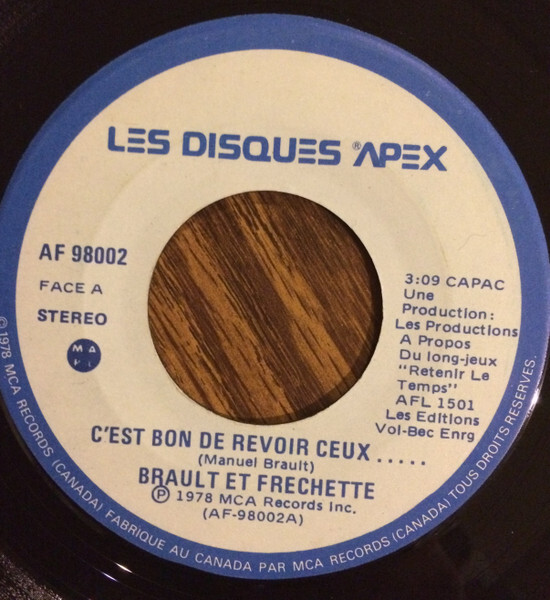 LES DISQUES ®APEX
AF 98002
FACE A
STEREO
MA
PI
3:09 CAPAC
Une
Production:
Les Productions
A Propos
Du long-jeux
"Retenir Le
Temps"
AFL 1501
Les Editions
Vol-Bec Enrg
C'EST BON DE REVOIR CEUX .....
(Manuel Brault)
BRAULT ET FRECHETTE
Ⓟ 1978 MCA Records Inc.
(AF-98002A)
© 1978 MCA RECORDS (CANADA) FABRIQUE AU CANADA PAR MCA RECORDS (CANADA) TOUS DROITS RESERVES.